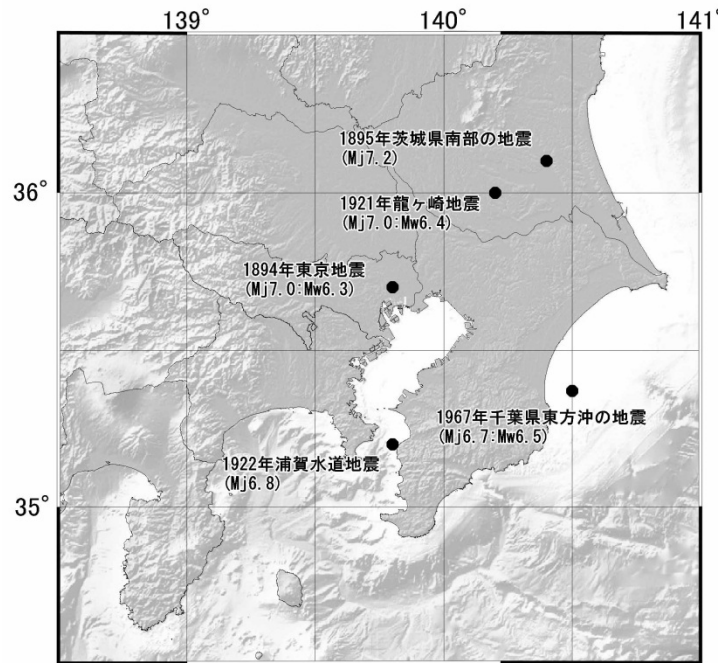 139°
140°
141°
1895年茨城県南部の地震
(Mj7.2)
36°
1921年龍ヶ崎地震
(Mj7.0:Mw6.4)
1894年東京地震
(Mj7.0:Mw6.3)
1967年千葉県東方沖の地震
(Mj6.7:Mw6.5)
1922年浦賀水道地震
(Mj6.8)
35°